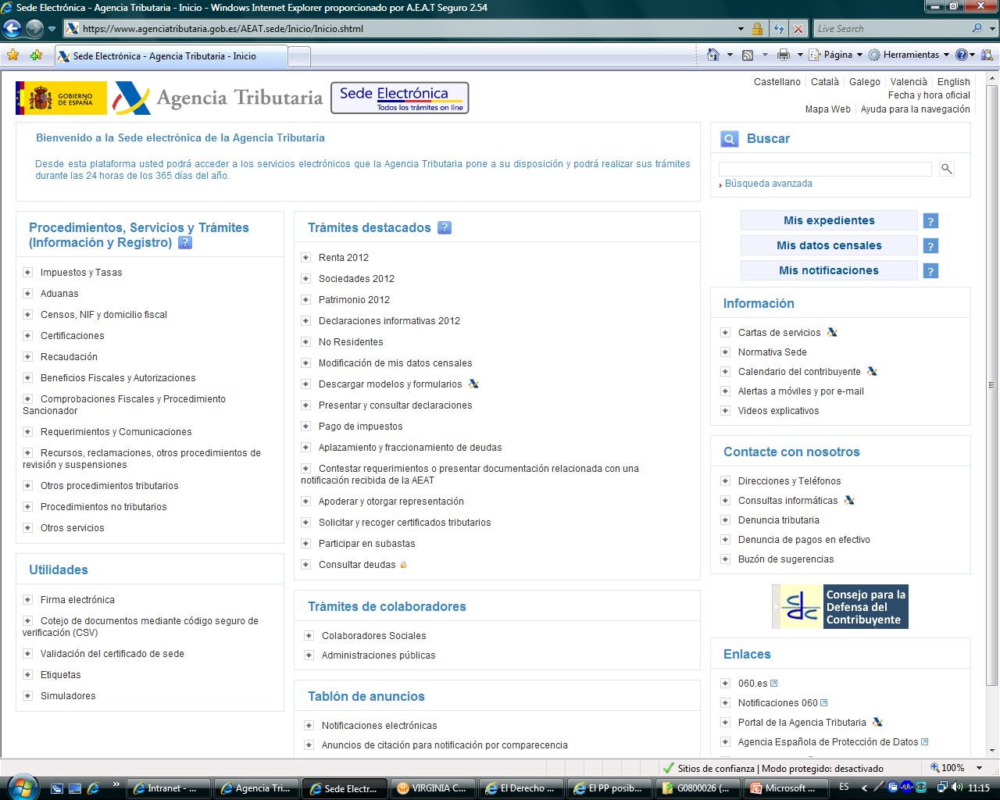 Sede Electrónica - Agencia Tributaria - Inicio - Windows Internet Explorer proporcionado por A.E.A.T Seguro 2.54
https://www.agenciatributaria.gob.es/AEAT.sede/Inicio/Inicio.shtml
Live Search
Sede Electrónica - Agencia Tributaria - Inicio
Página
Herramientas
GOBIERNO
DE ESPAÑA
Agencia Tributaria
Sede Electrónica
Todos los trámites on line
Castellano Català Galego Valencià English
Fecha y hora oficial
Mapa Web Ayuda para la navegación
Bienvenido a la Sede electrónica de la Agencia Tributaria
Desde esta plataforma usted podrá acceder a los servicios electrónicos que la Agencia Tributaria pone a su disposición y podrá realizar sus trámites
durante las 24 horas de los 365 días del año.
Buscar
Búsqueda avanzada
Procedimientos, Servicios y Trámites
(Información y Registro) ?
Impuestos y Tasas
Aduanas
Censos, NIF y domicilio fiscal
Certificaciones
Recaudación
Beneficios Fiscales y Autorizaciones
Comprobaciones Fiscales y Procedimiento
Sancionador
Requerimientos y Comunicaciones
Recursos, reclamaciones, otros procedimientos de
revisión y suspensiones
Otros procedimientos tributarios
Procedimientos no tributarios
Otros servicios
Utilidades
Firma electrónica
Cotejo de documentos mediante código seguro de
verificación (CSV)
Validación del certificado de sede
Etiquetas
Simuladores
Trámites destacados ?
Renta 2012
Sociedades 2012
Patrimonio 2012
Declaraciones informativas 2012
No Residentes
Modificación de mis datos censales
Descargar modelos y formularios
Presentar y consultar declaraciones
Pago de impuestos
Aplazamiento y fraccionamiento de deudas
Contestar requerimientos o presentar documentación relacionada con una
notificación recibida de la AEAT
Apoderar y otorgar representación
Solicitar y recoger certificados tributarios
Participar en subastas
Consultar deudas
Trámites de colaboradores
Colaboradores Sociales
Administraciones públicas
Tablón de anuncios
Notificaciones electrónicas
Anuncios de citación para notificación por comparecencia
Mis expedientes ?
Mis datos censales ?
Mis notificaciones ?
Información
Cartas de servicios
Normativa Sede
Calendario del contribuyente
Alertas a móviles y por e-mail
Videos explicativos
Contacte con nosotros
Direcciones y Teléfonos
Consultas informáticas
Denuncia tributaria
Denuncia de pagos en efectivo
Buzón de sugerencias
cdc
Consejo para la
Defensa del
Contribuyente
Enlaces
060.es
Notificaciones 060
Portal de la Agencia Tributaria
Agencia Española de Protección de Datos
Sitios de confianza | Modo protegido: desactivado
100%
Intranet - ...
Agencia Tri...
Sede Electr...
VIRGINIA C...
El Derecho ...
El PP posib...
G0800026 (...
Microsoft ...
ES
11:15